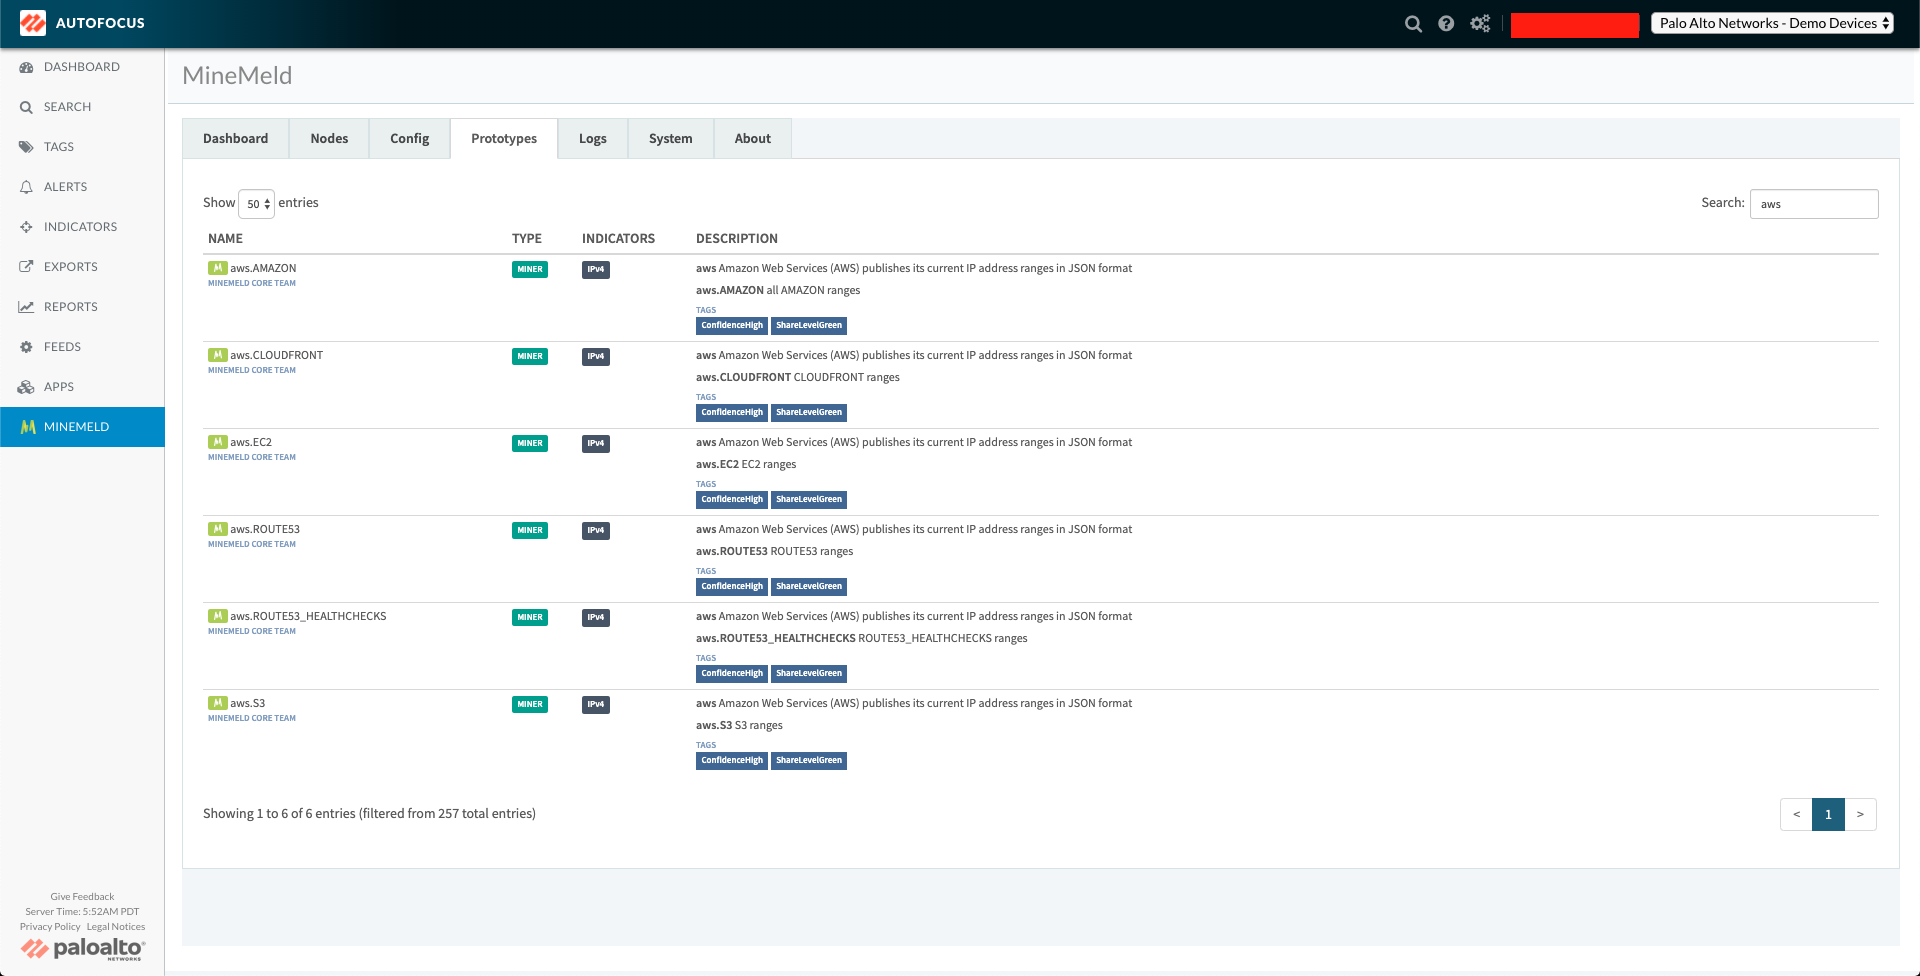 AUTOFOCUS
Palo Alto Networks - Demo Devices
DASHBOARD
SEARCH
TAGS
ALERTS
INDICATORS
EXPORTS
REPORTS
FEEDS
APPS
MINEMELD
MineMeld
Dashboard Nodes Config Prototypes Logs System About
Show 50 entries Search: aws
NAME TYPE INDICATORS DESCRIPTION
aws.AMAZON MINER IPv4 aws Amazon Web Services (AWS) publishes its current IP address ranges in JSON format
MINEMELD CORE TEAM
aws.AMAZON all AMAZON ranges
TAGS
ConfidenceHigh ShareLevelGreen
aws.CLOUDFRONT MINER IPv4 aws Amazon Web Services (AWS) publishes its current IP address ranges in JSON format
MINEMELD CORE TEAM
aws.CLOUDFRONT CLOUDFRONT ranges
TAGS
ConfidenceHigh ShareLevelGreen
aws.EC2 MINER IPv4 aws Amazon Web Services (AWS) publishes its current IP address ranges in JSON format
MINEMELD CORE TEAM
aws.EC2 EC2 ranges
TAGS
ConfidenceHigh ShareLevelGreen
aws.ROUTE53 MINER IPv4 aws Amazon Web Services (AWS) publishes its current IP address ranges in JSON format
MINEMELD CORE TEAM
aws.ROUTE53 ROUTE53 ranges
TAGS
ConfidenceHigh ShareLevelGreen
aws.ROUTE53_HEALTHCHECKS MINER IPv4 aws Amazon Web Services (AWS) publishes its current IP address ranges in JSON format
MINEMELD CORE TEAM
aws.ROUTE53_HEALTHCHECKS ROUTE53_HEALTHCHECKS ranges
TAGS
ConfidenceHigh ShareLevelGreen
aws.S3 MINER IPv4 aws Amazon Web Services (AWS) publishes its current IP address ranges in JSON format
MINEMELD CORE TEAM
aws.S3 S3 ranges
TAGS
ConfidenceHigh ShareLevelGreen
Showing 1 to 6 of 6 entries (filtered from 257 total entries) < 1 >
Give Feedback
Server Time: 5:52AM PDT
Privacy Policy Legal Notices
paloalto
NETWORKS